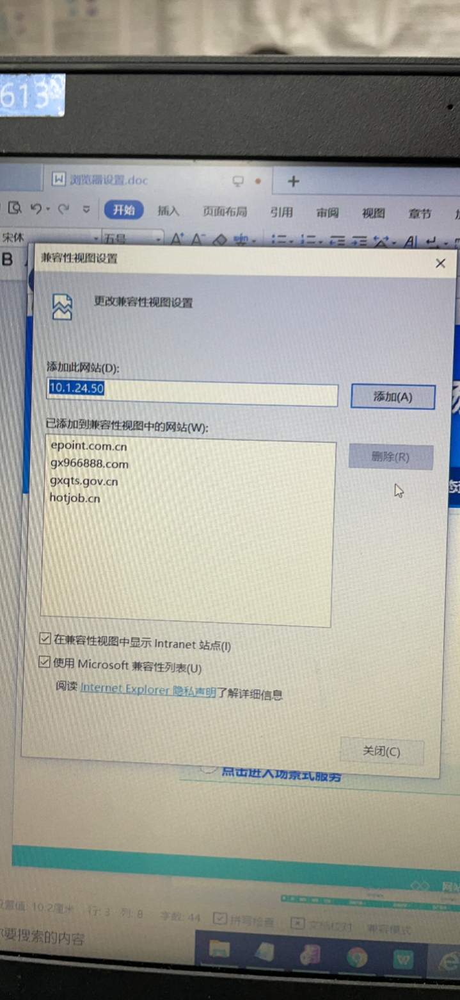 613
浏览器设置.doc
开始 插入 页面布局 引用 审阅 视图 章节
宋体 五号
B
兼容性视图设置
更改兼容性视图设置
添加此网站(D):
10.1.24.50
添加(A)
已添加到兼容性视图中的网站(W):
epoint.com.cn
gx966888.com
gxqts.gov.cn
hotjob.cn
删除(R)
在兼容性视图中显示 Intranet 站点(I)
使用 Microsoft 兼容性列表(U)
阅读 Internet Explorer 隐私声明了解详细信息
关闭(C)
点击进入场景式服务
网站
设置值: 10.2厘米 行: 3 列: 8 字数: 44 拼写检查 文档校对 兼容模式
要搜索的内容